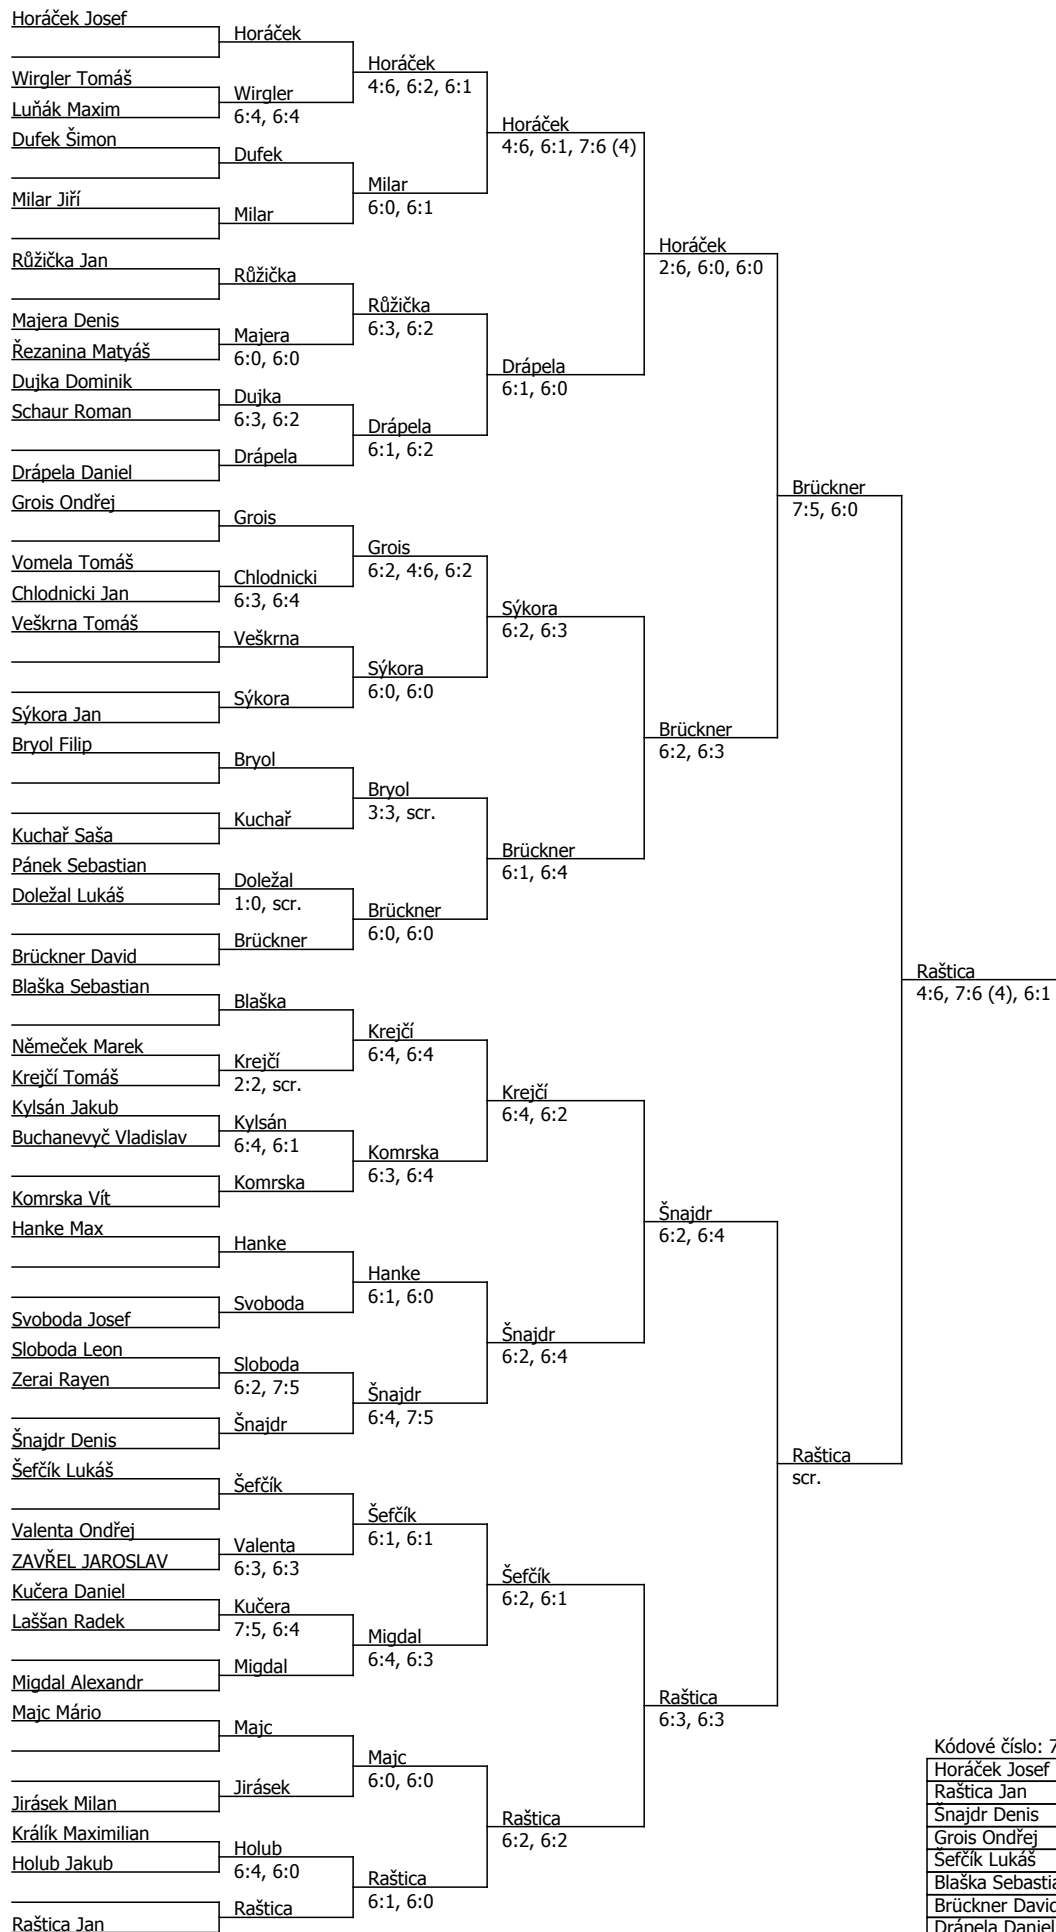 Horáček Josef
Wirgler Tomáš
Luňák Maxim
Dufek Šimon
Milar Jiří
Růžička Jan
Majera Denis
Řezanina Matyáš
Dujka Dominik
Schaur Roman
Drápela Daniel
Grois Ondřej
Vomela Tomáš
Chlodnicki Jan
Veškrna Tomáš
Sýkora Jan
Bryol Filip
Kuchař Saša
Pánek Sebastian
Doležal Lukáš
Brückner David
Blaška Sebastian
Němeček Marek
Krejčí Tomáš
Kylsán Jakub
Buchanevyč Vladislav
Komrska Vít
Hanke Max
Svoboda Josef
Sloboda Leon
Zerai Rayen
Šnajdr Denis
Šefčík Lukáš
Valenta Ondřej
ZAVŘEL JAROSLAV
Kučera Daniel
Laššan Radek
Migdal Alexandr
Majc Mário
Jirásek Milan
Králík Maximilian
Holub Jakub
Raštica Jan
Horáček
Wirgler
6:4, 6:4
Dufek
Milar
Růžička
Majera
6:0, 6:0
Dujka
6:3, 6:2
Drápela
Grois
Chlodnicki
6:3, 6:4
Veškrna
Sýkora
Bryol
Kuchař
Doležal
1:0, scr.
Brückner
Blaška
Krejčí
2:2, scr.
Kylsán
6:4, 6:1
Komrska
Hanke
Svoboda
Sloboda
6:2, 7:5
Šnajdr
Šefčík
Valenta
6:3, 6:3
Kučera
7:5, 6:4
Migdal
Majc
Jirásek
Holub
6:4, 6:0
Raštica
Horáček
4:6, 6:2, 6:1
Milar
6:0, 6:1
Růžička
6:3, 6:2
Drápela
6:1, 6:2
Grois
6:2, 4:6, 6:2
Sýkora
6:0, 6:0
Bryol
3:3, scr.
Brückner
6:0, 6:0
Krejčí
6:4, 6:4
Komrska
6:3, 6:4
Hanke
6:1, 6:0
Šnajdr
6:4, 7:5
Šefčík
6:1, 6:1
Migdal
6:4, 6:3
Majc
6:0, 6:0
Raštica
6:1, 6:0
Horáček
4:6, 6:1, 7:6 (4)
Drápela
6:1, 6:0
Sýkora
6:2, 6:3
Brückner
6:1, 6:4
Krejčí
6:4, 6:2
Šnajdr
6:2, 6:4
Šefčík
6:2, 6:1
Raštica
6:2, 6:2
Horáček
2:6, 6:0, 6:0
Brückner
6:2, 6:3
Šnajdr
6:2, 6:4
Raštica
6:3, 6:3
Brückner
7:5, 6:0
Raštica
scr.
Raštica
4:6, 7:6 (4), 6:1
Kódové číslo: 7
Horáček Josef
Raštica Jan
Šnajdr Denis
Grois Ondřej
Šefčík Lukáš
Blaška Sebastia
Brückner David
Drápela Daniel